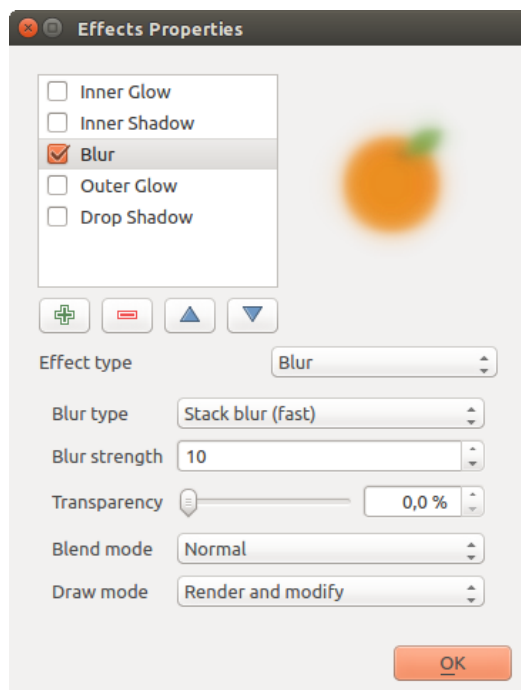 Effects Properties
Inner Glow
Inner Shadow
Blur
Outer Glow
Drop Shadow
Effect type Blur
Blur type Stack blur (fast)
Blur strength 10
Transparency 0,0 %
Blend mode Normal
Draw mode Render and modify
OK